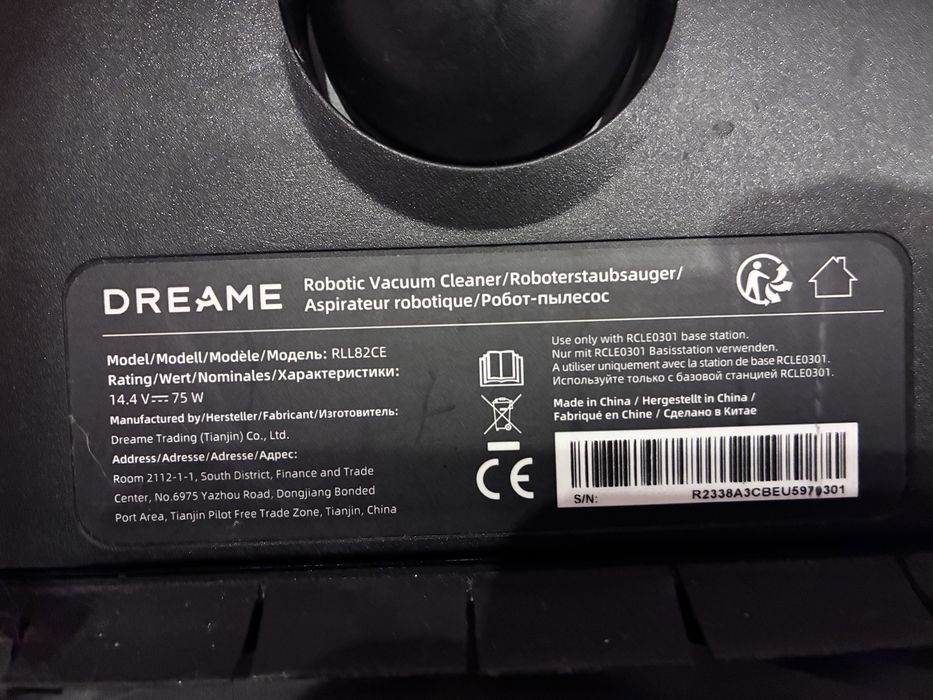 DREAME
Robotic Vacuum Cleaner/Roboterstaubsauger/
Aspirateur robotique/Робот-пылесос
Model/Modell/Modèle/Модель: RLL82CE
Rating/Wert/Nominales/Характеристики:
14.4 V⎓ 75 W
Manufactured by/Hersteller/Fabricant/Изготовитель:
Dreame Trading (Tianjin) Co., Ltd.
Address/Adresse/Adresse/Адрес:
Room 2112-1-1, South District, Finance and Trade
Center, No.6975 Yazhou Road, Dongjiang Bonded
Port Area, Tianjin Pilot Free Trade Zone, Tianjin, China
CE
Use only with RCLE0301 base station.
Nur mit RCLE0301 Basisstation verwenden.
A utiliser uniquement avec la station de base RCLE0301.
Используйте только с базовой станцией RCLE0301.
Made in China / Hergestellt in China /
Fabriqué en Chine / Сделано в Китае
S/N: